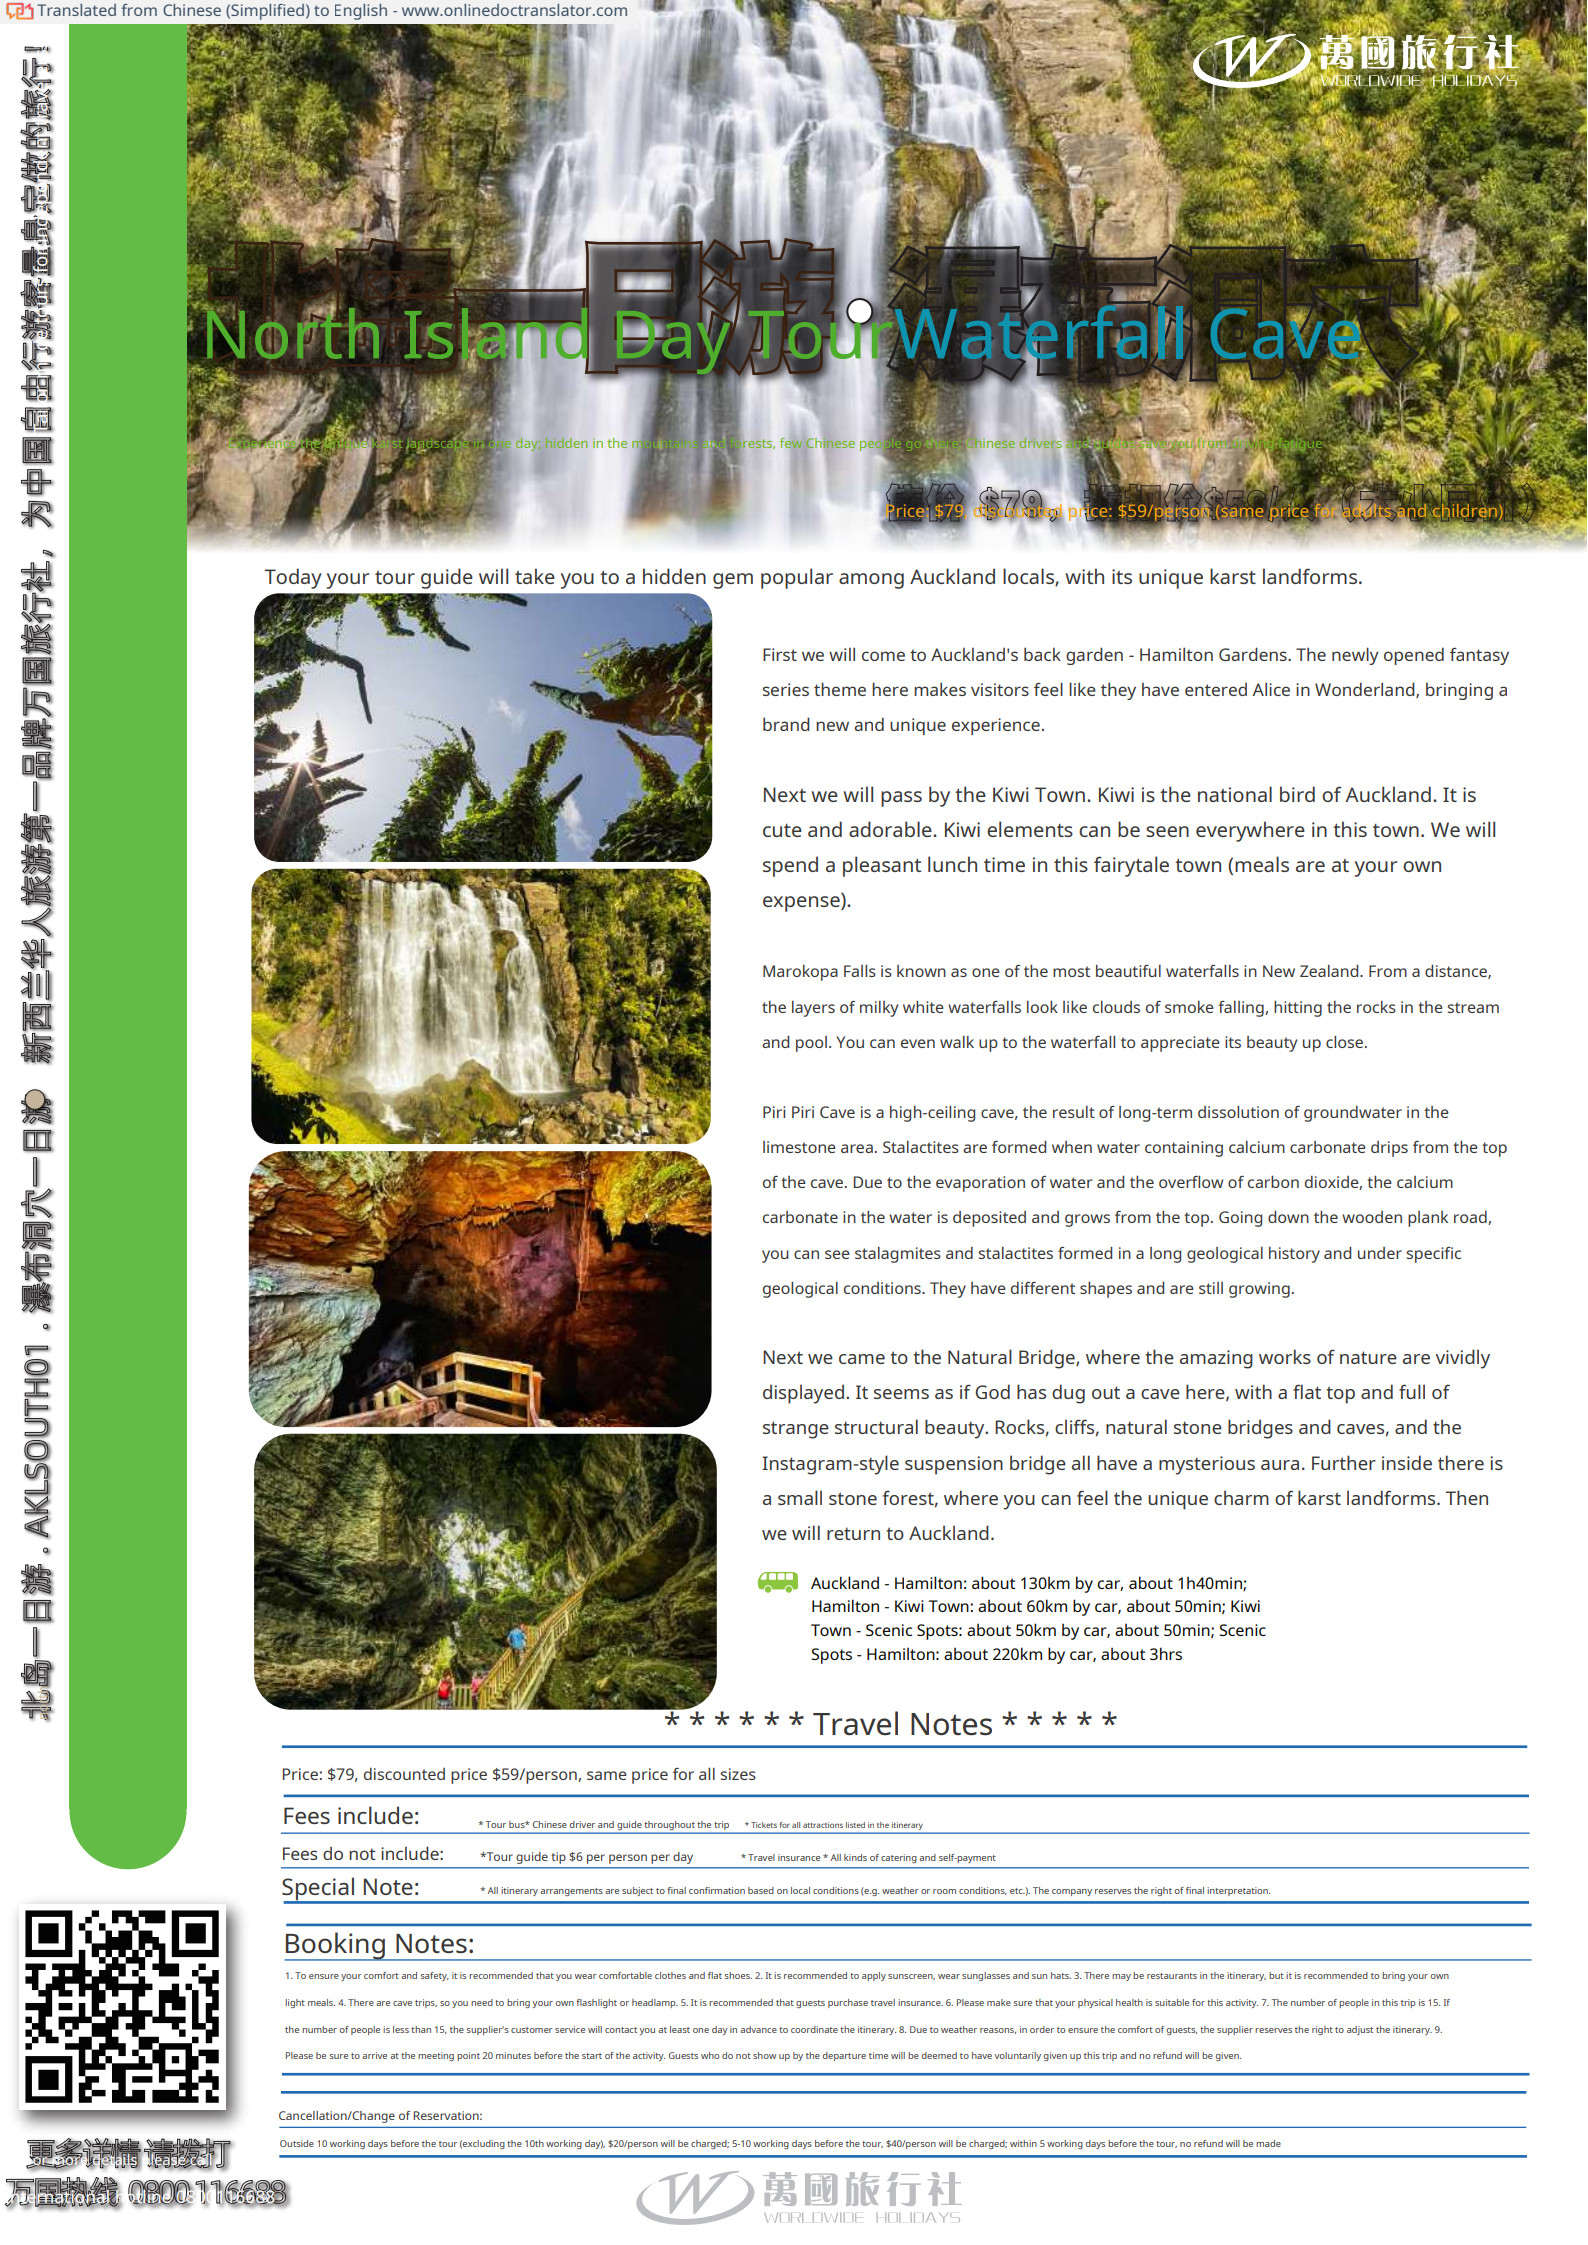 Translated from Chinese (Simplified) to English - www.onlinedoctranslator.com
萬國旅行社
WORLDWIDE HOLIDAYS
北岛一日游 . AKLSOUTH01 . 瀑布洞穴一日游
新西兰华人旅游第一品牌万国旅行社，为中国自由行游客量身定做的旅行！
北岛一日游 · 瀑布洞穴
North Island Day Tour Waterfall Cave
Experience the unique karst landscape in one day; hidden in the mountains and forests, few Chinese people go there; Chinese drivers and guides save you from driving fatigue
售价 $79， 折扣价$59/人 （大小同价）
Price: $79, discounted price: $59/person (same price for adults and children)
Today your tour guide will take you to a hidden gem popular among Auckland locals, with its unique karst landforms.
First we will come to Auckland's back garden - Hamilton Gardens. The newly opened fantasy
series theme here makes visitors feel like they have entered Alice in Wonderland, bringing a
brand new and unique experience.
Next we will pass by the Kiwi Town. Kiwi is the national bird of Auckland. It is
cute and adorable. Kiwi elements can be seen everywhere in this town. We will
spend a pleasant lunch time in this fairytale town (meals are at your own
expense).
Marokopa Falls is known as one of the most beautiful waterfalls in New Zealand. From a distance,
the layers of milky white waterfalls look like clouds of smoke falling, hitting the rocks in the stream
and pool. You can even walk up to the waterfall to appreciate its beauty up close.
Piri Piri Cave is a high-ceiling cave, the result of long-term dissolution of groundwater in the
limestone area. Stalactites are formed when water containing calcium carbonate drips from the top
of the cave. Due to the evaporation of water and the overflow of carbon dioxide, the calcium
carbonate in the water is deposited and grows from the top. Going down the wooden plank road,
you can see stalagmites and stalactites formed in a long geological history and under specific
geological conditions. They have different shapes and are still growing.
Next we came to the Natural Bridge, where the amazing works of nature are vividly
displayed. It seems as if God has dug out a cave here, with a flat top and full of
strange structural beauty. Rocks, cliffs, natural stone bridges and caves, and the
Instagram-style suspension bridge all have a mysterious aura. Further inside there is
a small stone forest, where you can feel the unique charm of karst landforms. Then
we will return to Auckland.
Auckland - Hamilton: about 130km by car, about 1h40min;
Hamilton - Kiwi Town: about 60km by car, about 50min; Kiwi
Town - Scenic Spots: about 50km by car, about 50min; Scenic
Spots - Hamilton: about 220km by car, about 3hrs
* * * * * * Travel Notes * * * * *
Price: $79, discounted price $59/person, same price for all sizes
Fees include: * Tour bus* Chinese driver and guide throughout the trip * Tickets for all attractions listed in the itinerary
Fees do not include: *Tour guide tip $6 per person per day * Travel insurance * All kinds of catering and self-payment
Special Note: * All itinerary arrangements are subject to final confirmation based on local conditions (e.g. weather or room conditions, etc.). The company reserves the right of final interpretation.
Booking Notes:
1. To ensure your comfort and safety, it is recommended that you wear comfortable clothes and flat shoes. 2. It is recommended to apply sunscreen, wear sunglasses and sun hats. 3. There may be restaurants in the itinerary, but it is recommended to bring your own
light meals. 4. There are cave trips, so you need to bring your own flashlight or headlamp. 5. It is recommended that guests purchase travel insurance. 6. Please make sure that your physical health is suitable for this activity. 7. The number of people in this trip is 15. If
the number of people is less than 15, the supplier's customer service will contact you at least one day in advance to coordinate the itinerary. 8. Due to weather reasons, in order to ensure the comfort of guests, the supplier reserves the right to adjust the itinerary. 9.
Please be sure to arrive at the meeting point 20 minutes before the start of the activity. Guests who do not show up by the departure time will be deemed to have voluntarily given up this trip and no refund will be given.
Cancellation/Change of Reservation:
Outside 10 working days before the tour (excluding the 10th working day), $20/person will be charged; 5-10 working days before the tour, $40/person will be charged; within 5 working days before the tour, no refund will be made
更多详情 请拨打
For more details please call
万国热线 0800116688
International hotline 0800116688
萬國旅行社
WORLDWIDE HOLIDAYS